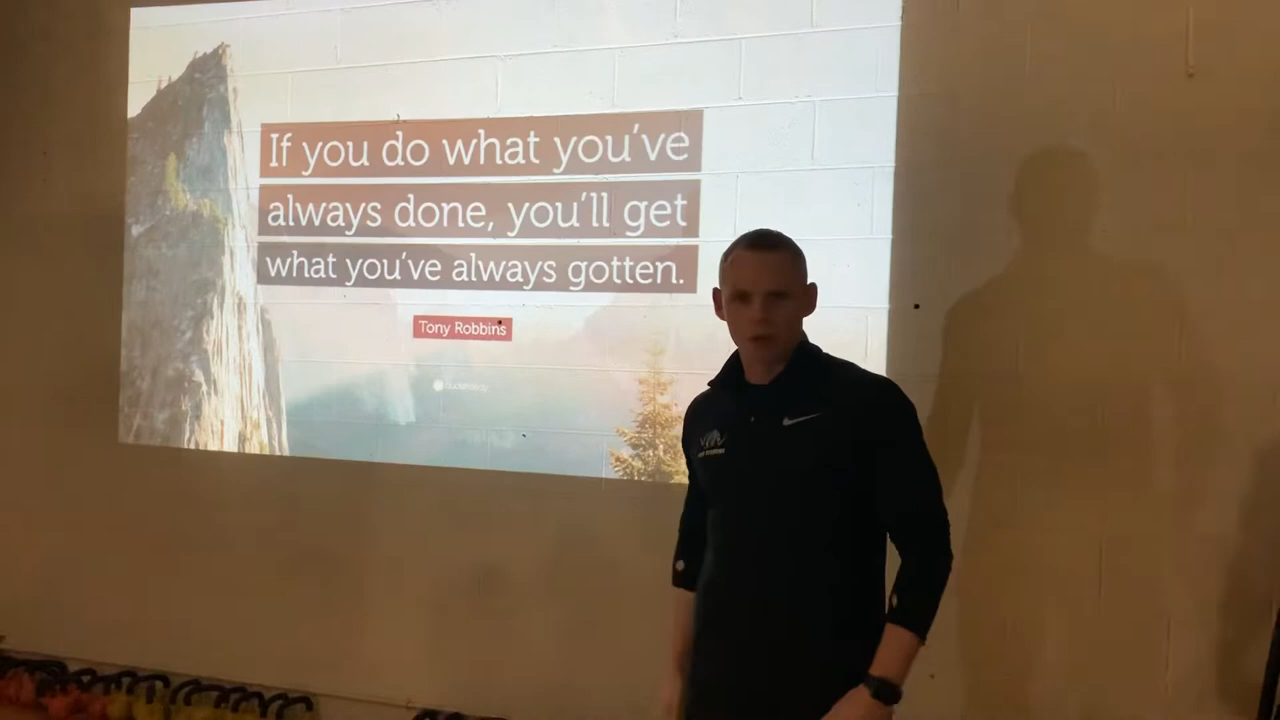 If you do what you've
always done, you'll get
what you've always gotten.
Tony Robbins